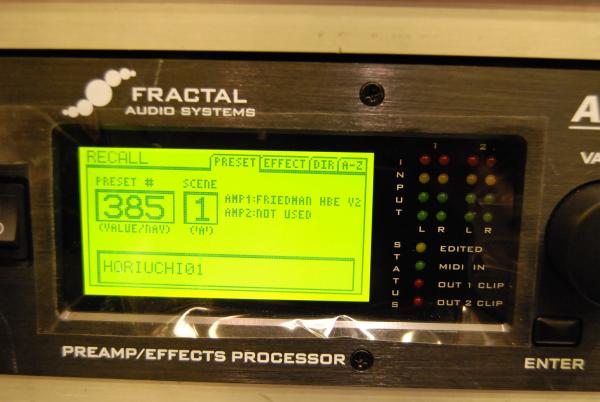 FRACTAL
AUDIO SYSTEMS
RECALL
PRESET EFFECT DIR A-Z
PRESET # SCENE
385 1
AMP1:FRIEDMAN HBE V2
AMP2:NOT USED
(VALUE/NAV) ('A')
HORIUCHI01
1 2
INPUT
L R L R
STATUS
EDITED
MIDI IN
OUT 1 CLIP
OUT 2 CLIP
PREAMP/EFFECTS PROCESSOR
A
VA
ENTER